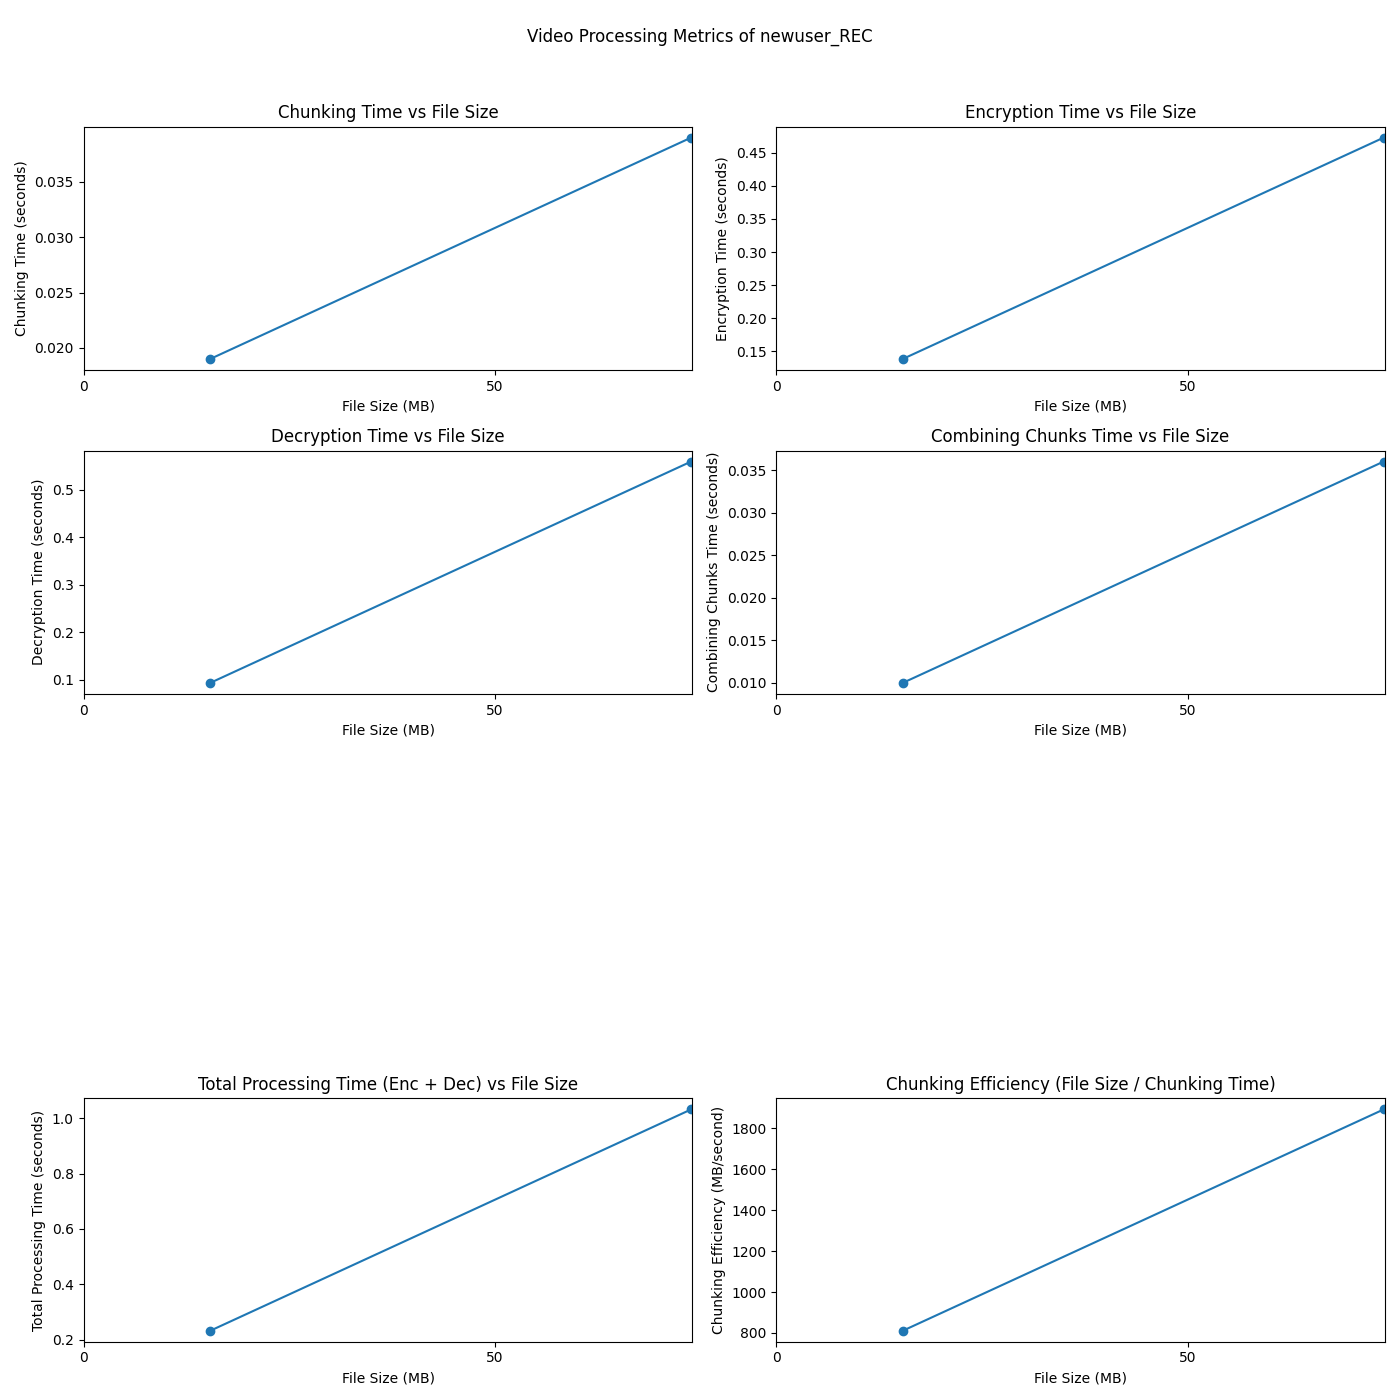 Video Processing Metrics of newuser_REC
Chunking Time vs File Size
Chunking Time (seconds)
0.035
0.030
0.025
0.020
0
50
File Size (MB)
Encryption Time vs File Size
Encryption Time (seconds)
0.45
0.40
0.35
0.30
0.25
0.20
0.15
0
50
File Size (MB)
Decryption Time vs File Size
Decryption Time (seconds)
0.5
0.4
0.3
0.2
0.1
0
50
File Size (MB)
Combining Chunks Time vs File Size
Combining Chunks Time (seconds)
0.035
0.030
0.025
0.020
0.015
0.010
0
50
File Size (MB)
Total Processing Time (Enc + Dec) vs File Size
Total Processing Time (seconds)
1.0
0.8
0.6
0.4
0.2
0
50
File Size (MB)
Chunking Efficiency (File Size / Chunking Time)
Chunking Efficiency (MB/second)
1800
1600
1400
1200
1000
800
0
50
File Size (MB)